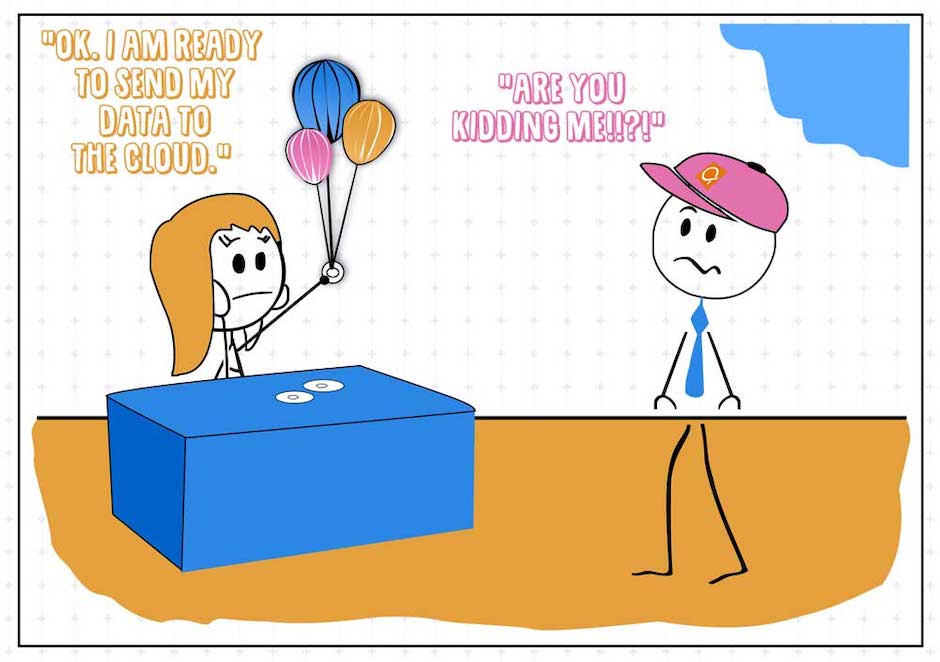 "OK. I AM READY
TO SEND MY
DATA TO
THE CLOUD."
"ARE YOU
KIDDING ME!!?!"